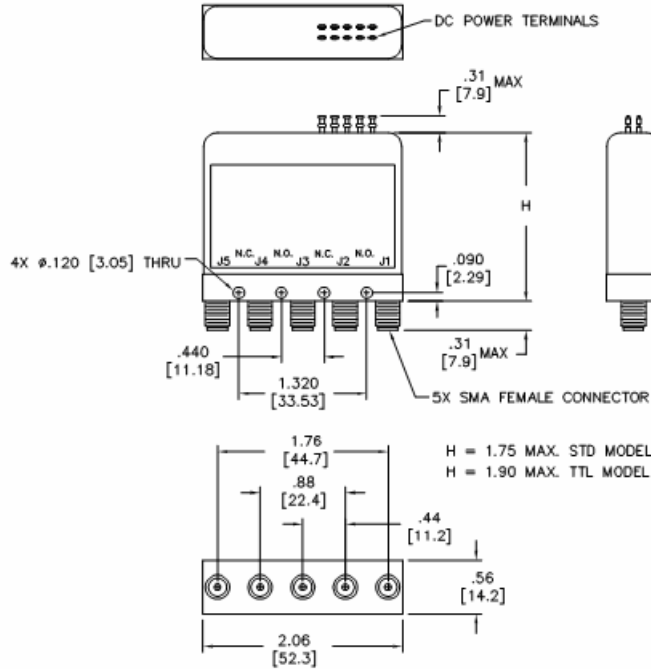 DC POWER TERMINALS
.31 MAX
[7.9]
H
J5 N.C. J4 N.O. J3 N.C. J2 N.O. J1
4X ø.120 [3.05] THRU
.090
[2.29]
.440
[11.18]
1.320
[33.53]
.31 MAX
[7.9]
5X SMA FEMALE CONNECTOR
1.76
[44.7]
H = 1.75 MAX. STD MODEL
H = 1.90 MAX. TTL MODEL
.88
[22.4]
.44
[11.2]
.56
[14.2]
2.06
[52.3]